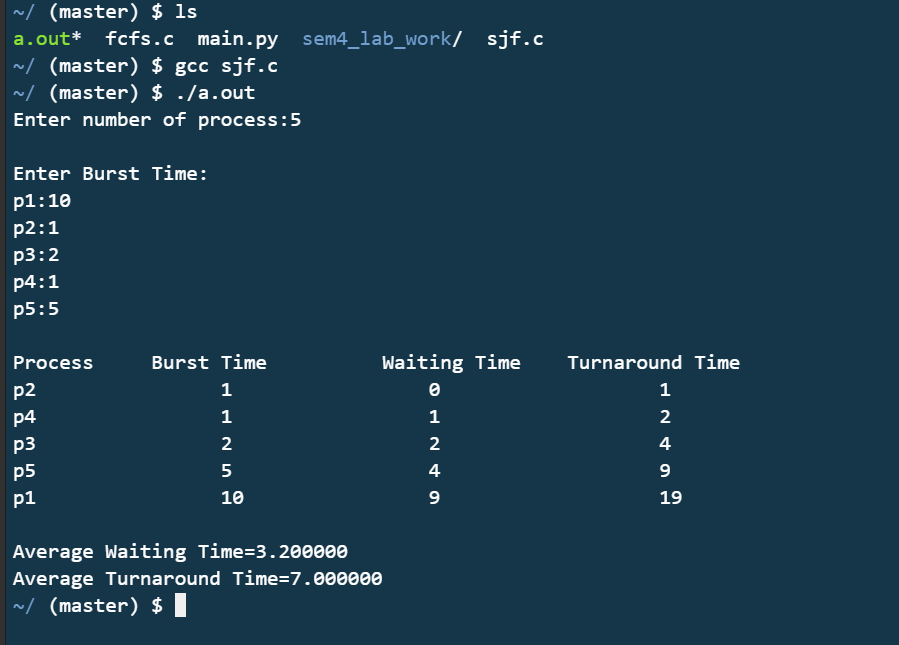 ~/ (master) $ ls
a.out*  fcfs.c  main.py  sem4_lab_work/  sjf.c
~/ (master) $ gcc sjf.c
~/ (master) $ ./a.out
Enter number of process:5
Enter Burst Time:
p1:10
p2:1
p3:2
p4:1
p5:5
Process     Burst Time          Waiting Time    Turnaround Time
p2                1                 0                   1
p4                1                 1                   2
p3                2                 2                   4
p5                5                 4                   9
p1                10                9                   19
Average Waiting Time=3.200000
Average Turnaround Time=7.000000
~/ (master) $